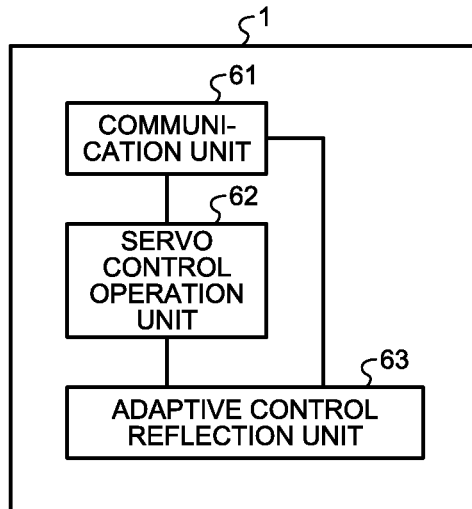 1
61
COMMUNI-
CATION UNIT
62
SERVO
CONTROL
OPERATION
UNIT
63
ADAPTIVE CONTROL
REFLECTION UNIT